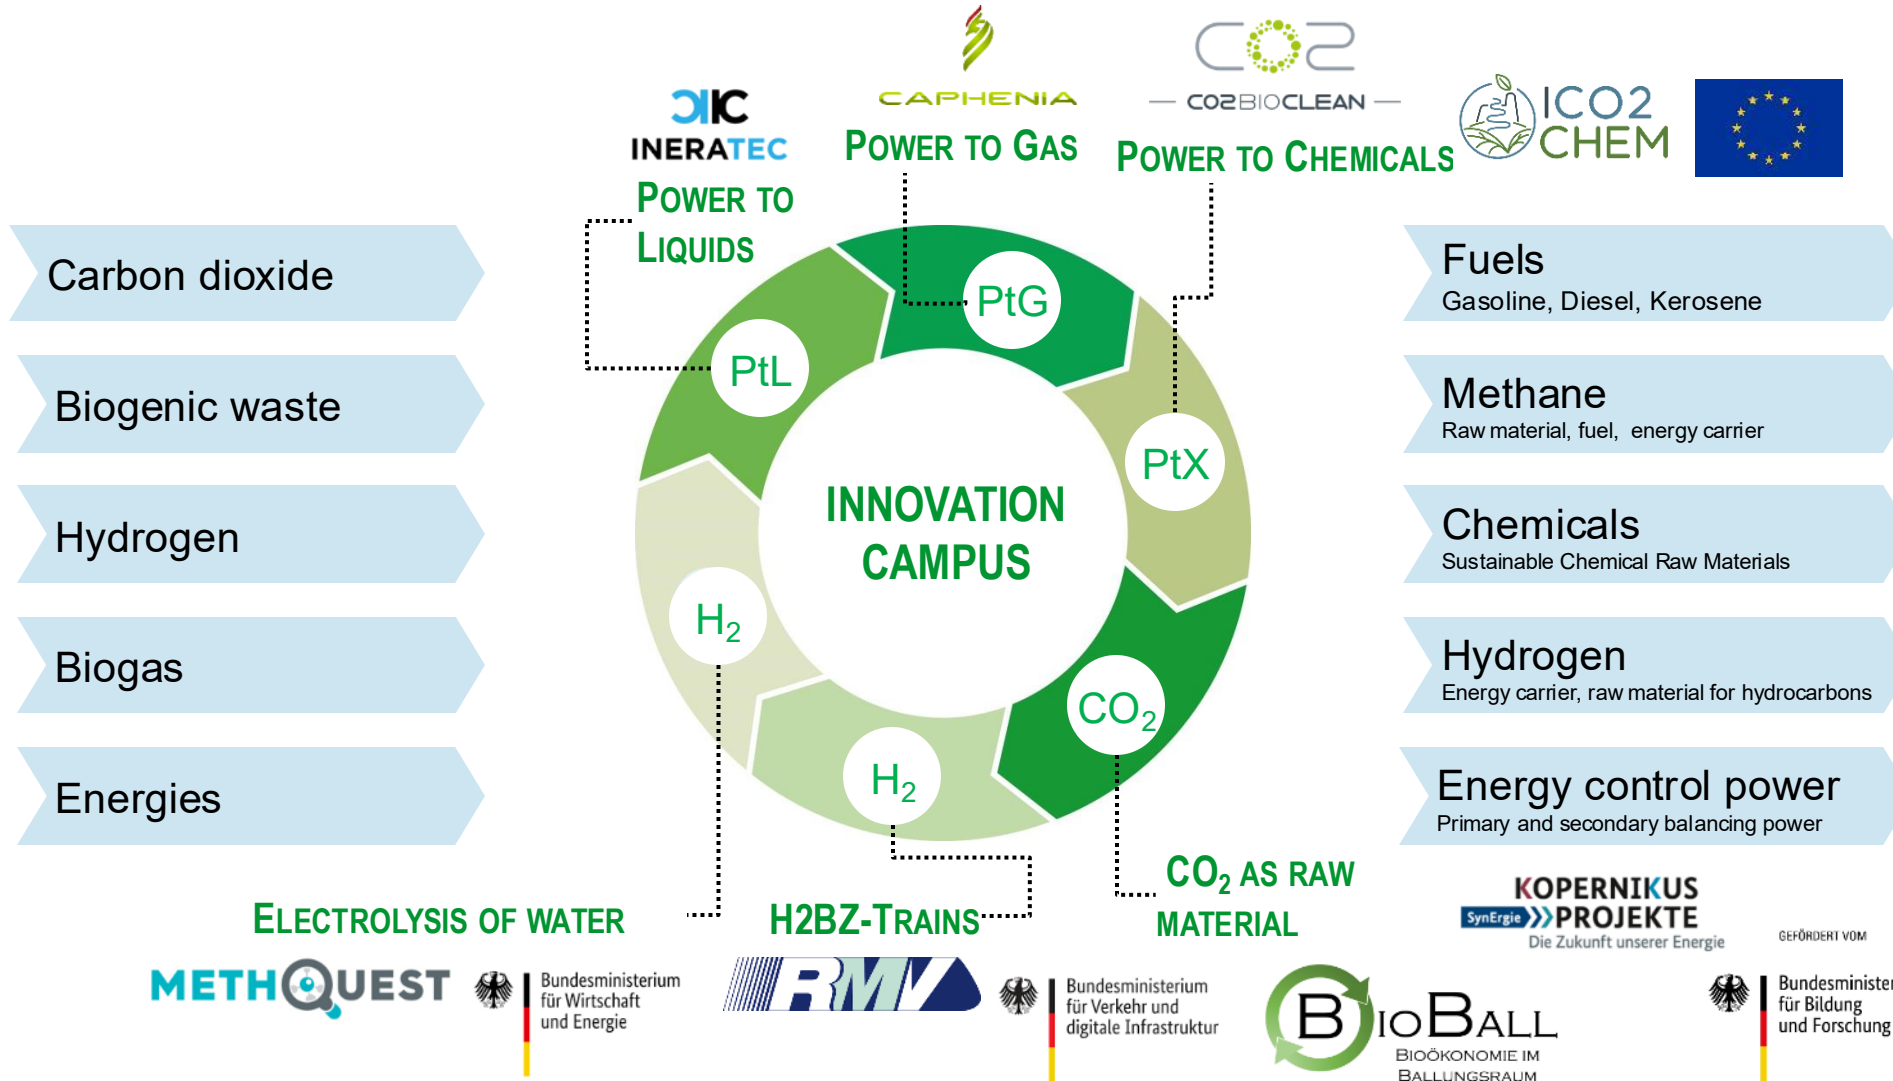 CAPHENIA
CO2
CO2BIOCLEAN
INERATEC
ICO2
CHEM
POWER TO GAS
POWER TO CHEMICALS
POWER TO
LIQUIDS
Carbon dioxide
Biogenic waste
Hydrogen
Biogas
Energies
PtG
PtL
PtX
INNOVATION
CAMPUS
H₂
CO₂
H₂
Fuels
Gasoline, Diesel, Kerosene
Methane
Raw material, fuel, energy carrier
Chemicals
Sustainable Chemical Raw Materials
Hydrogen
Energy carrier, raw material for hydrocarbons
Energy control power
Primary and secondary balancing power
ELECTROLYSIS OF WATER
H2BZ-TRAINS
CO₂ AS RAW
MATERIAL
KOPERNIKUS
SynErgie PROJEKTE
Die Zukunft unserer Energie
GEFÖRDERT VOM
METHQUEST
Bundesministerium
für Wirtschaft
und Energie
RMV
Bundesministerium
für Verkehr und
digitale Infrastruktur
BIOBALL
BIOÖKONOMIE IM
BALLUNGSRAUM
Bundesminister
für Bildung
und Forschung